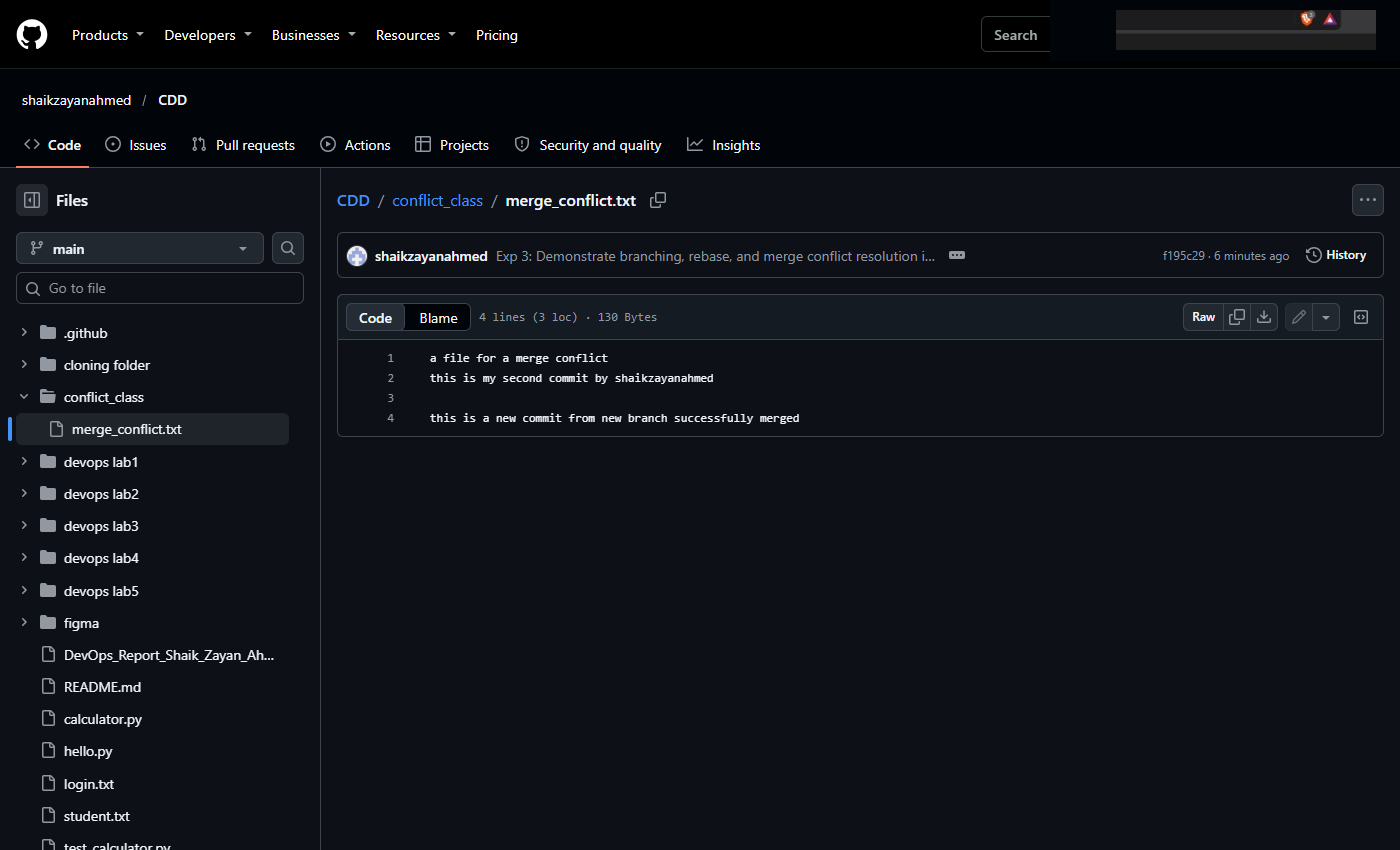 Products Developers Businesses Resources Pricing Search
shaikzayanahmed / CDD
Code Issues Pull requests Actions Projects Security and quality Insights
Files
main
Go to file
.github
cloning folder
conflict_class
merge_conflict.txt
devops lab1
devops lab2
devops lab3
devops lab4
devops lab5
figma
DevOps_Report_Shaik_Zayan_Ah...
README.md
calculator.py
hello.py
login.txt
student.txt
test_calculator.py
CDD / conflict_class / merge_conflict.txt
shaikzayanahmed Exp 3: Demonstrate branching, rebase, and merge conflict resolution i... f195c29 · 6 minutes ago History
Code Blame 4 lines (3 loc) · 130 Bytes Raw
1 a file for a merge conflict
2 this is my second commit by shaikzayanahmed
3
4 this is a new commit from new branch successfully merged